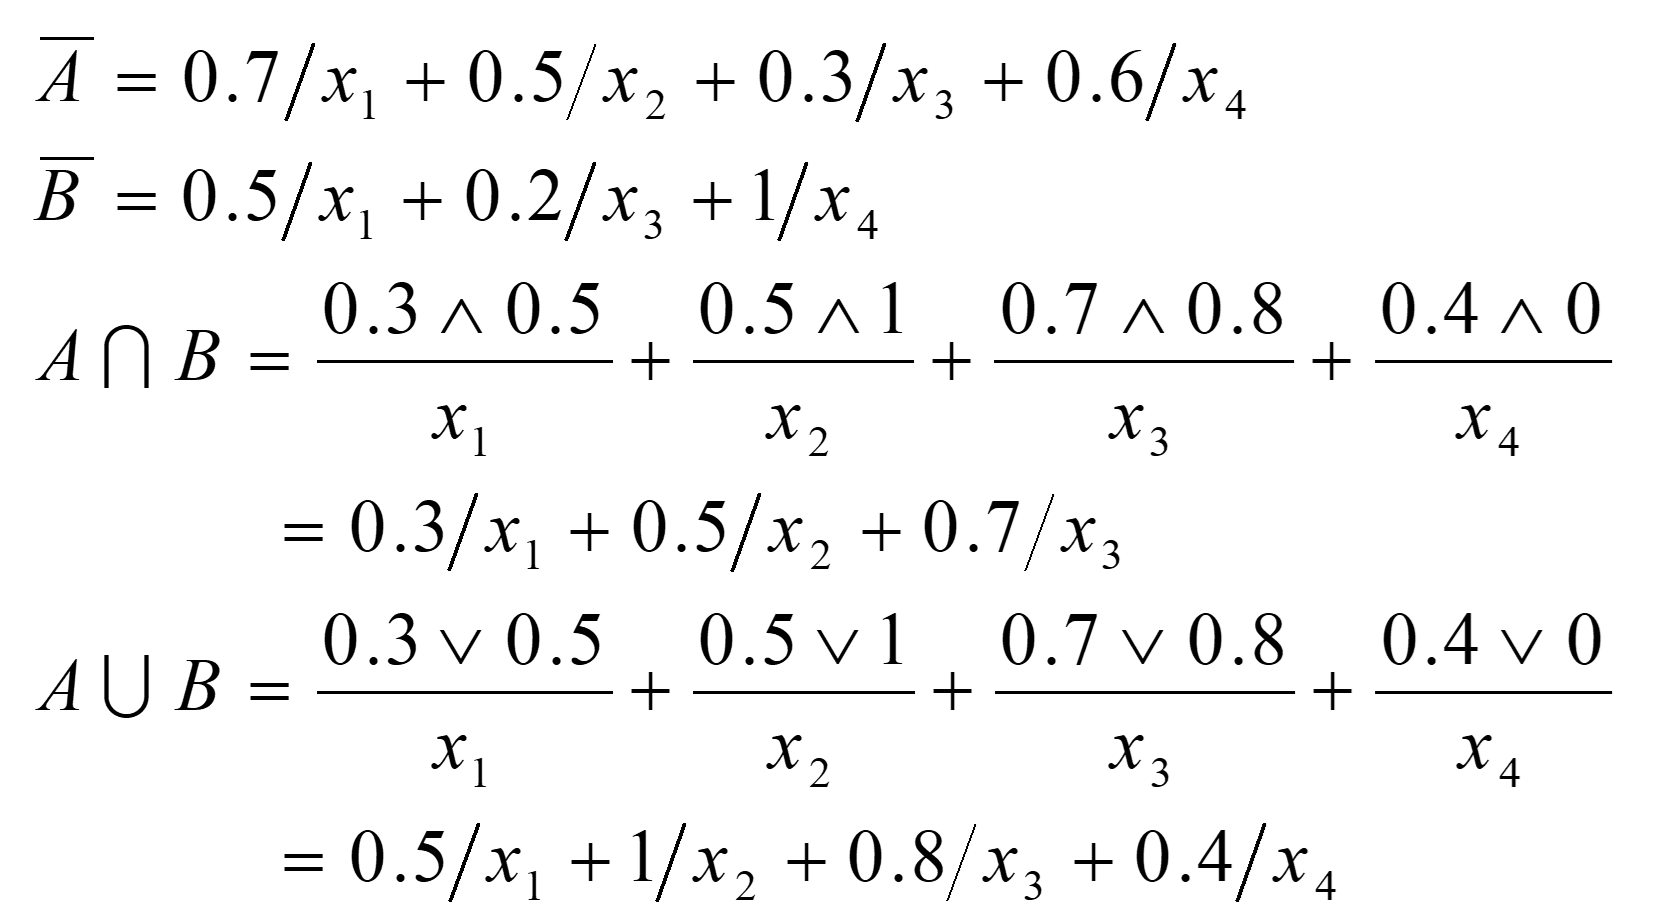 A̅ = 0.7/x₁ + 0.5/x₂ + 0.3/x₃ + 0.6/x₄
B̅ = 0.5/x₁ + 0.2/x₃ + 1/x₄
A ∩ B = (0.3 ∧ 0.5)/x₁ + (0.5 ∧ 1)/x₂ + (0.7 ∧ 0.8)/x₃ + (0.4 ∧ 0)/x₄
= 0.3/x₁ + 0.5/x₂ + 0.7/x₃
A ∪ B = (0.3 ∨ 0.5)/x₁ + (0.5 ∨ 1)/x₂ + (0.7 ∨ 0.8)/x₃ + (0.4 ∨ 0)/x₄
= 0.5/x₁ + 1/x₂ + 0.8/x₃ + 0.4/x₄